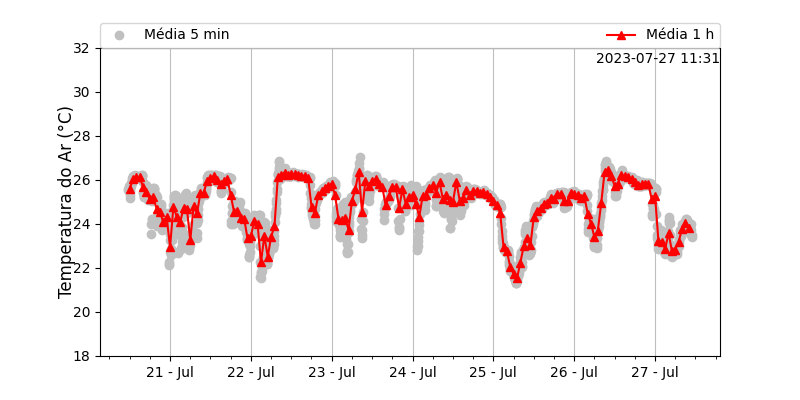 Média 5 min
Média 1 h
2023-07-27 11:31
Temperatura do Ar (°C)
32
30
28
26
24
22
20
18
21 - Jul
22 - Jul
23 - Jul
24 - Jul
25 - Jul
26 - Jul
27 - Jul